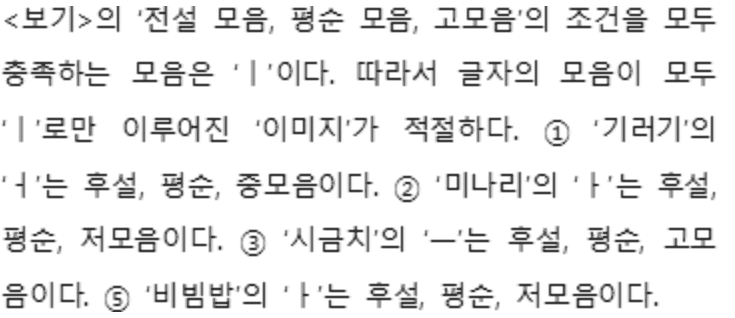 <보기>의 ‘전설 모음, 평순 모음, 고모음’의 조건을 모두
충족하는 모음은 ‘ㅣ’이다. 따라서 글자의 모음이 모두
‘ㅣ’로만 이루어진 ‘이미지’가 적절하다. ① ‘기러기’의
‘ㅓ’는 후설, 평순, 중모음이다. ② ‘미나리’의 ‘ㅏ’는 후설,
평순, 저모음이다. ③ ‘시금치’의 ‘ㅡ’는 후설, 평순, 고모
음이다. ⑤ ‘비빔밥’의 ‘ㅏ’는 후설, 평순, 저모음이다.